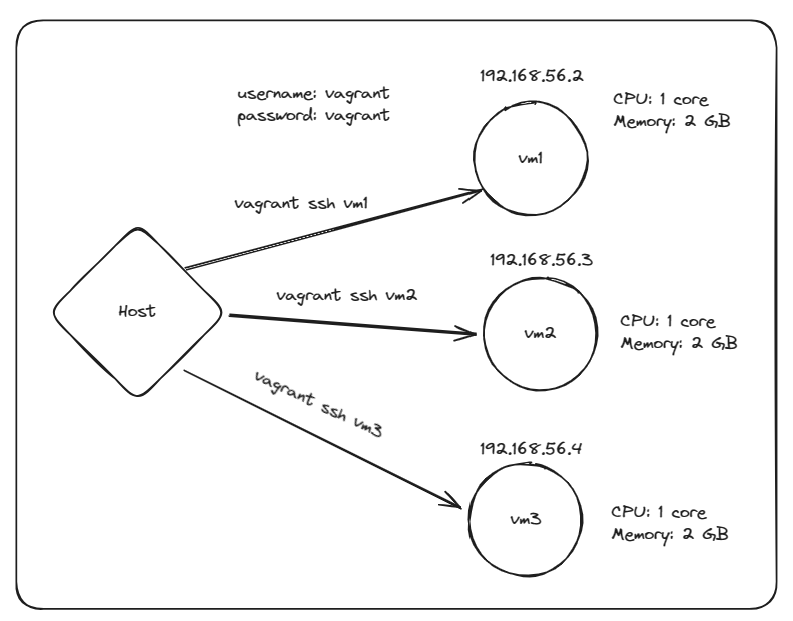 192.168.56.2
username: vagrant
password: vagrant
CPU: 1 core
Memory: 2 GB
vm1
vagrant ssh vm1
192.168.56.3
vagrant ssh vm2
Host
vm2
CPU: 1 core
Memory: 2 GB
vagrant ssh vm3
192.168.56.4
vm3
CPU: 1 core
Memory: 2 GB